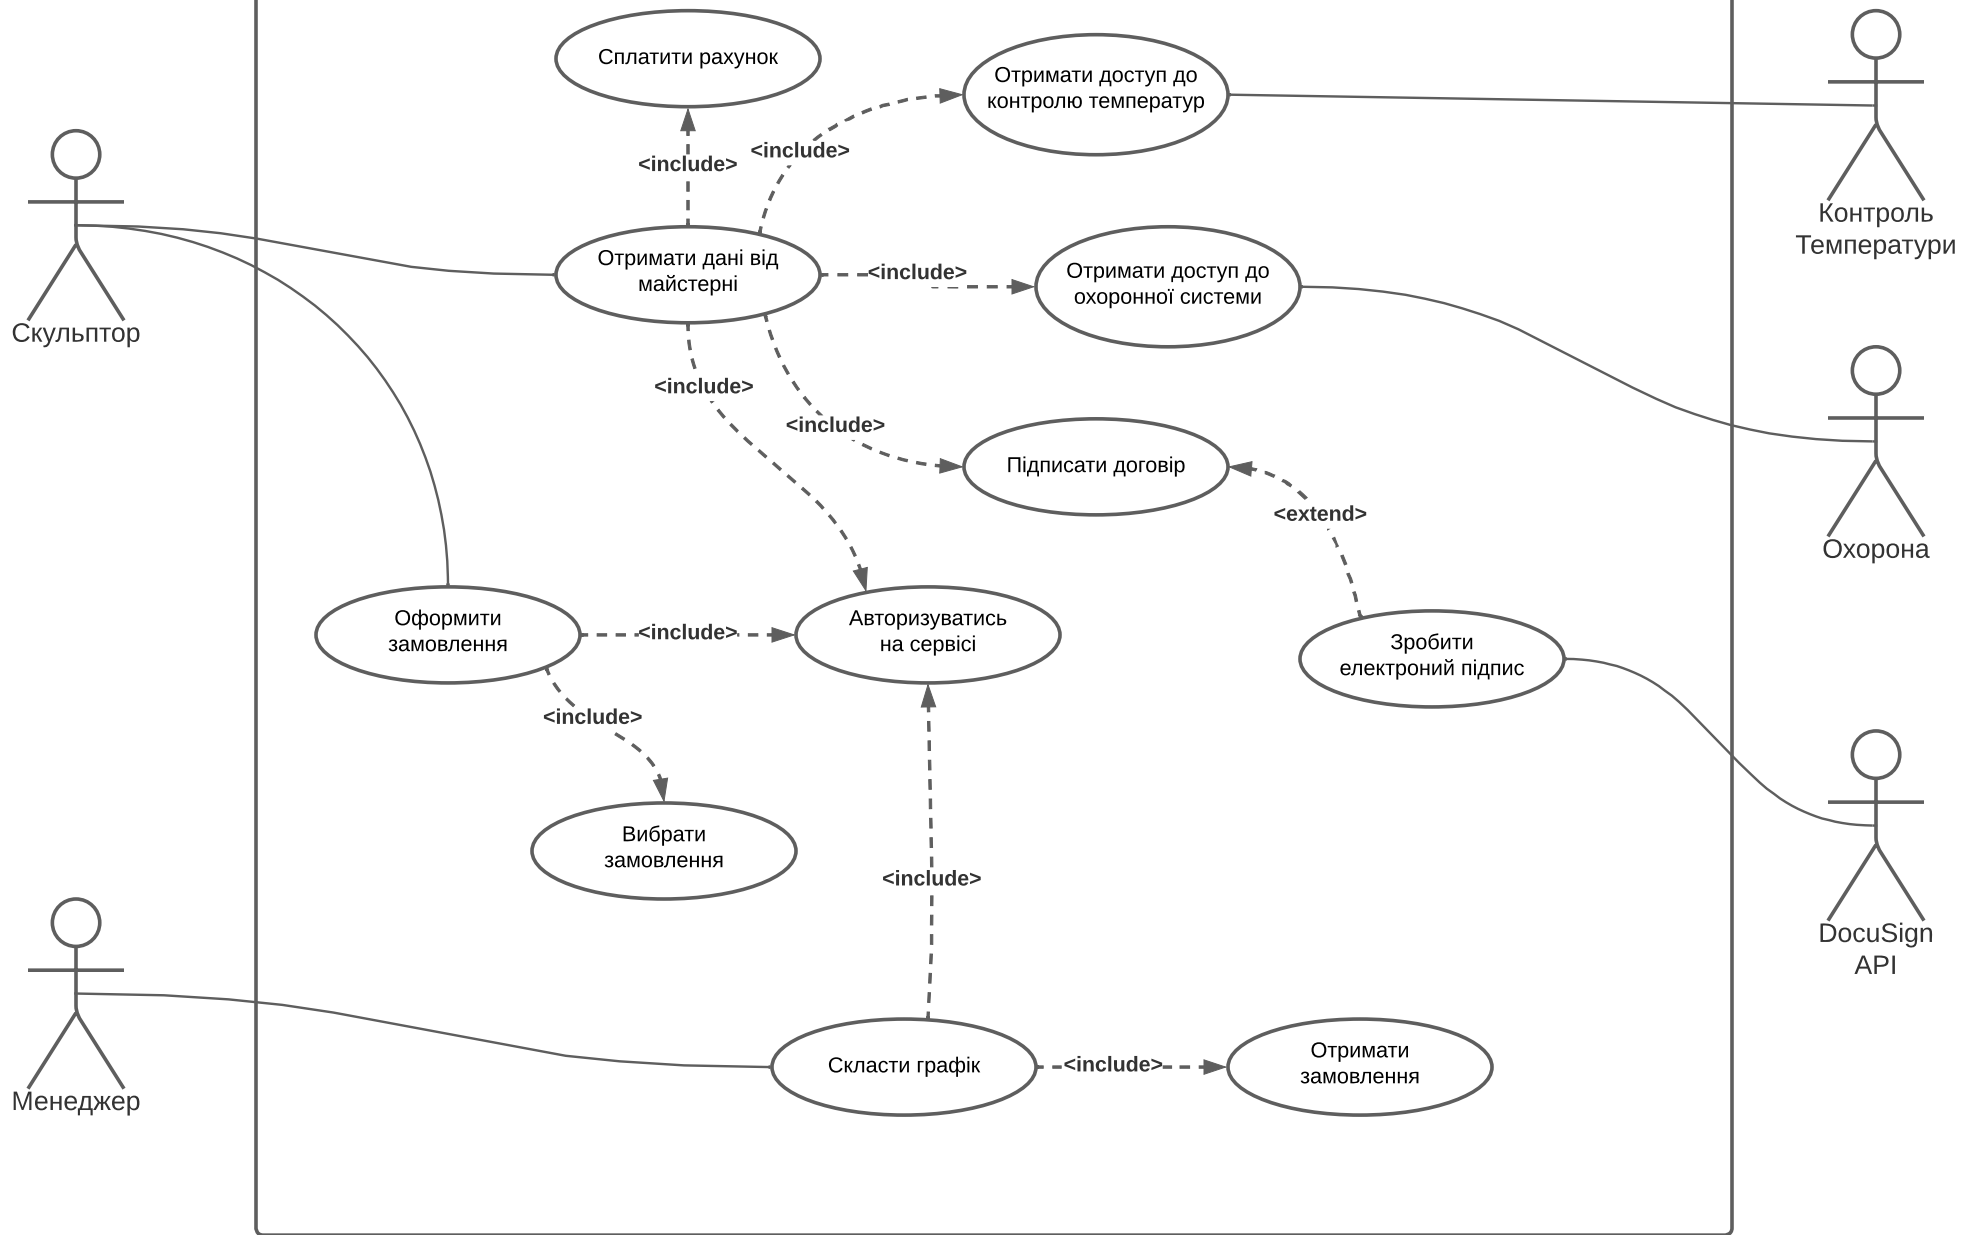 Сплатити рахунок
Отримати доступ до
контролю температур
<include>
<include>
Контроль
Температури
Отримати дані від
майстерні
<include>
Отримати доступ до
охоронної системи
Скульптор
<include>
<include>
Підписати договір
<extend>
Охорона
Оформити
замовлення
<include>
Авторизуватись
на сервісі
Зробити
електроний підпис
<include>
Вибрати
замовлення
<include>
DocuSign
API
Скласти графік
<include>
Отримати
замовлення
Менеджер